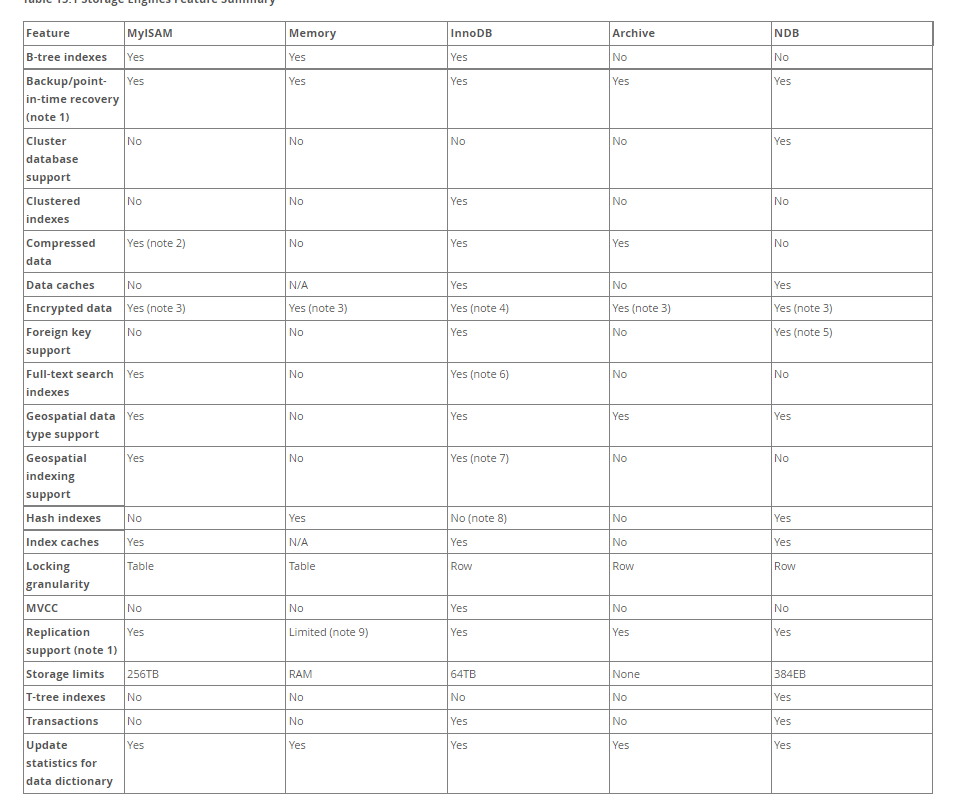 Table 15.1 Storage Engines Feature Summary
Feature MyISAM Memory InnoDB Archive NDB
B-tree indexes Yes Yes Yes No No
Backup/point- Yes Yes Yes Yes Yes
in-time recovery
(note 1)
Cluster No No No No Yes
database
support
Clustered No No Yes No No
indexes
Compressed Yes (note 2) No Yes Yes No
data
Data caches No N/A Yes No Yes
Encrypted data Yes (note 3) Yes (note 3) Yes (note 4) Yes (note 3) Yes (note 3)
Foreign key No No Yes No Yes (note 5)
support
Full-text search Yes No Yes (note 6) No No
indexes
Geospatial data Yes No Yes Yes Yes
type support
Geospatial Yes No Yes (note 7) No No
indexing
support
Hash indexes No Yes No (note 8) No Yes
Index caches Yes N/A Yes No Yes
Locking Table Table Row Row Row
granularity
MVCC No No Yes No No
Replication Yes Limited (note 9) Yes Yes Yes
support (note 1)
Storage limits 256TB RAM 64TB None 384EB
T-tree indexes No No No No Yes
Transactions No No Yes No Yes
Update Yes Yes Yes Yes Yes
statistics for
data dictionary